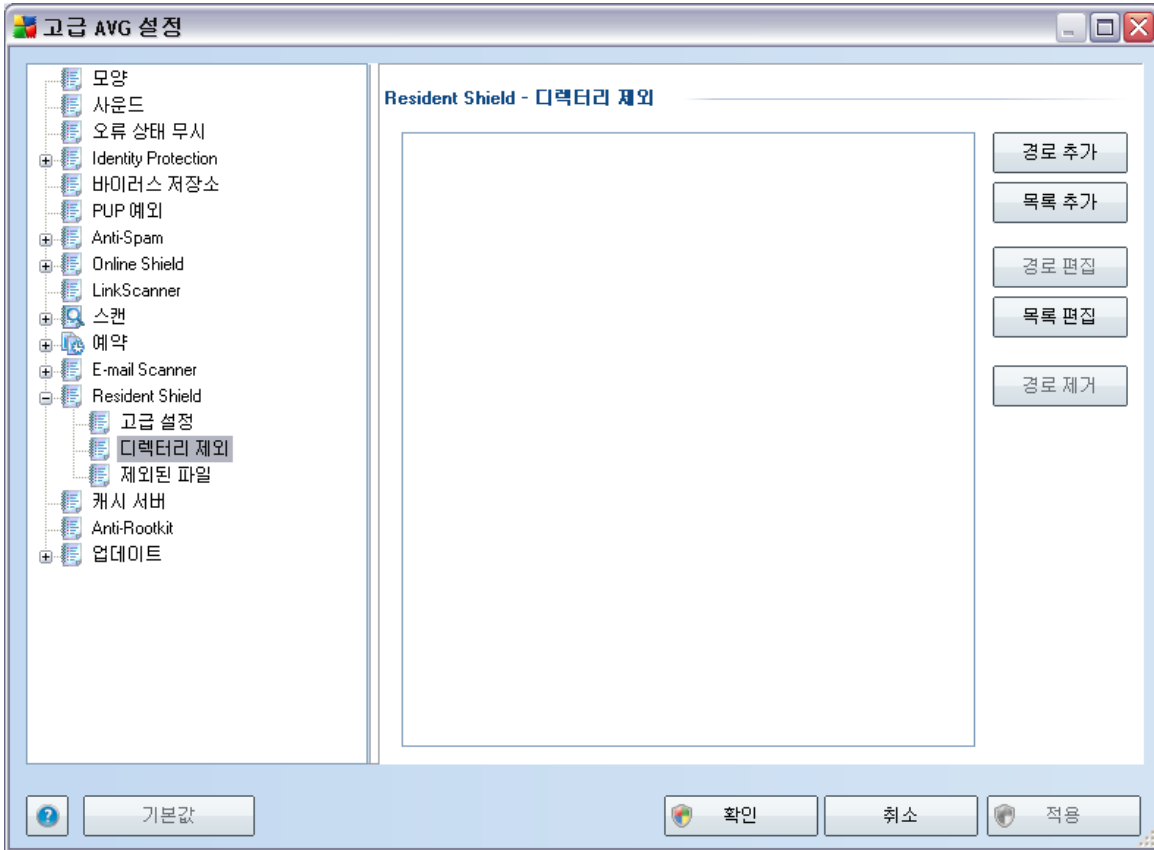 고급 AVG 설정
모양
사운드
오류 상태 무시
Identity Protection
바이러스 저장소
PUP 예외
Anti-Spam
Online Shield
LinkScanner
스캔
예약
E-mail Scanner
Resident Shield
고급 설정
디렉터리 제외
제외된 파일
캐시 서버
Anti-Rootkit
업데이트
Resident Shield - 디렉터리 제외
경로 추가
목록 추가
경로 편집
목록 편집
경로 제거
기본값
확인
취소
적용